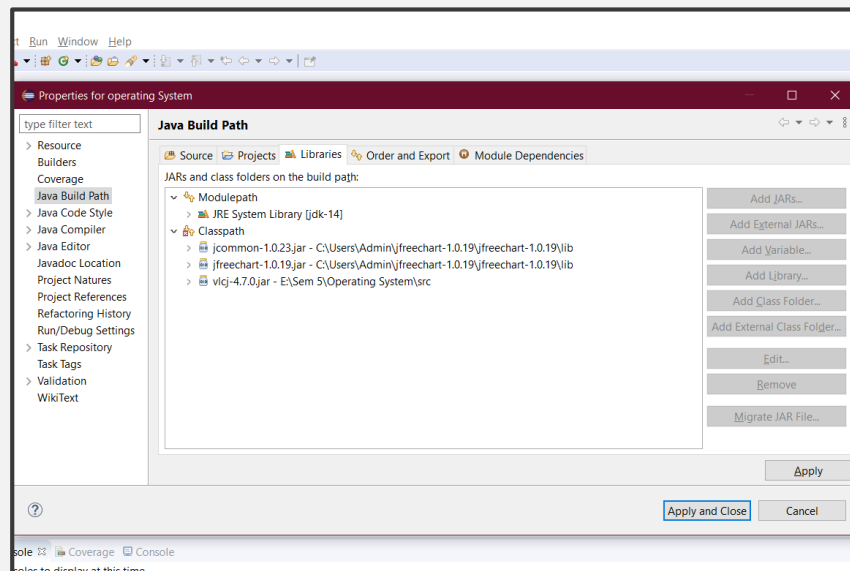 Run Window Help
Properties for operating System
type filter text
Java Build Path
Resource
Builders
Coverage
Java Build Path
Java Code Style
Java Compiler
Java Editor
Javadoc Location
Project Natures
Project References
Refactoring History
Run/Debug Settings
Task Repository
Task Tags
Validation
WikiText
Source Projects Libraries Order and Export Module Dependencies
JARs and class folders on the build path:
Modulepath
JRE System Library [jdk-14]
Classpath
jcommon-1.0.23.jar - C:\Users\Admin\jfreechart-1.0.19\jfreechart-1.0.19\lib
jfreechart-1.0.19.jar - C:\Users\Admin\jfreechart-1.0.19\jfreechart-1.0.19\lib
vlcj-4.7.0.jar - E:\Sem 5\Operating System\src
Add JARs...
Add External JARs...
Add Variable...
Add Library...
Add Class Folder...
Add External Class Folder...
Edit...
Remove
Migrate JAR File...
Apply
Apply and Close Cancel
Coverage Console
to display at this time.